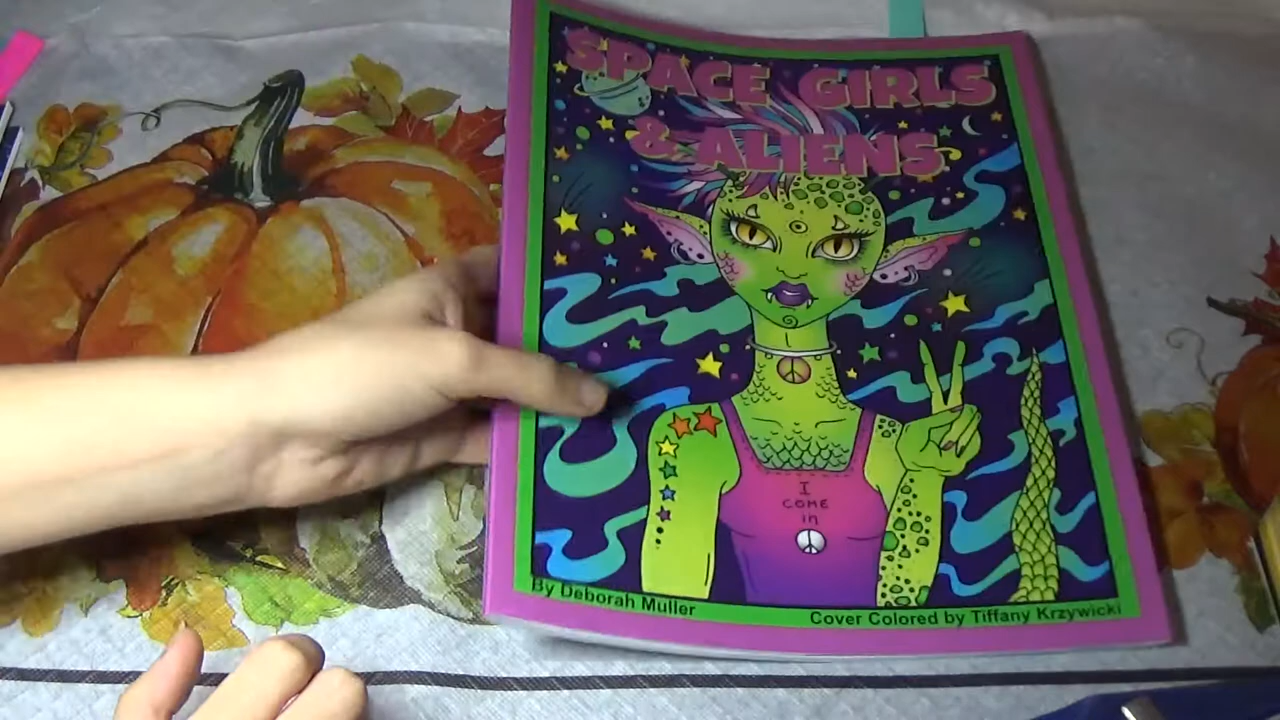 SPACE GIRLS
& ALIENS
I
COME
in
By Deborah Muller
Cover Colored by Tiffany Krzywicki